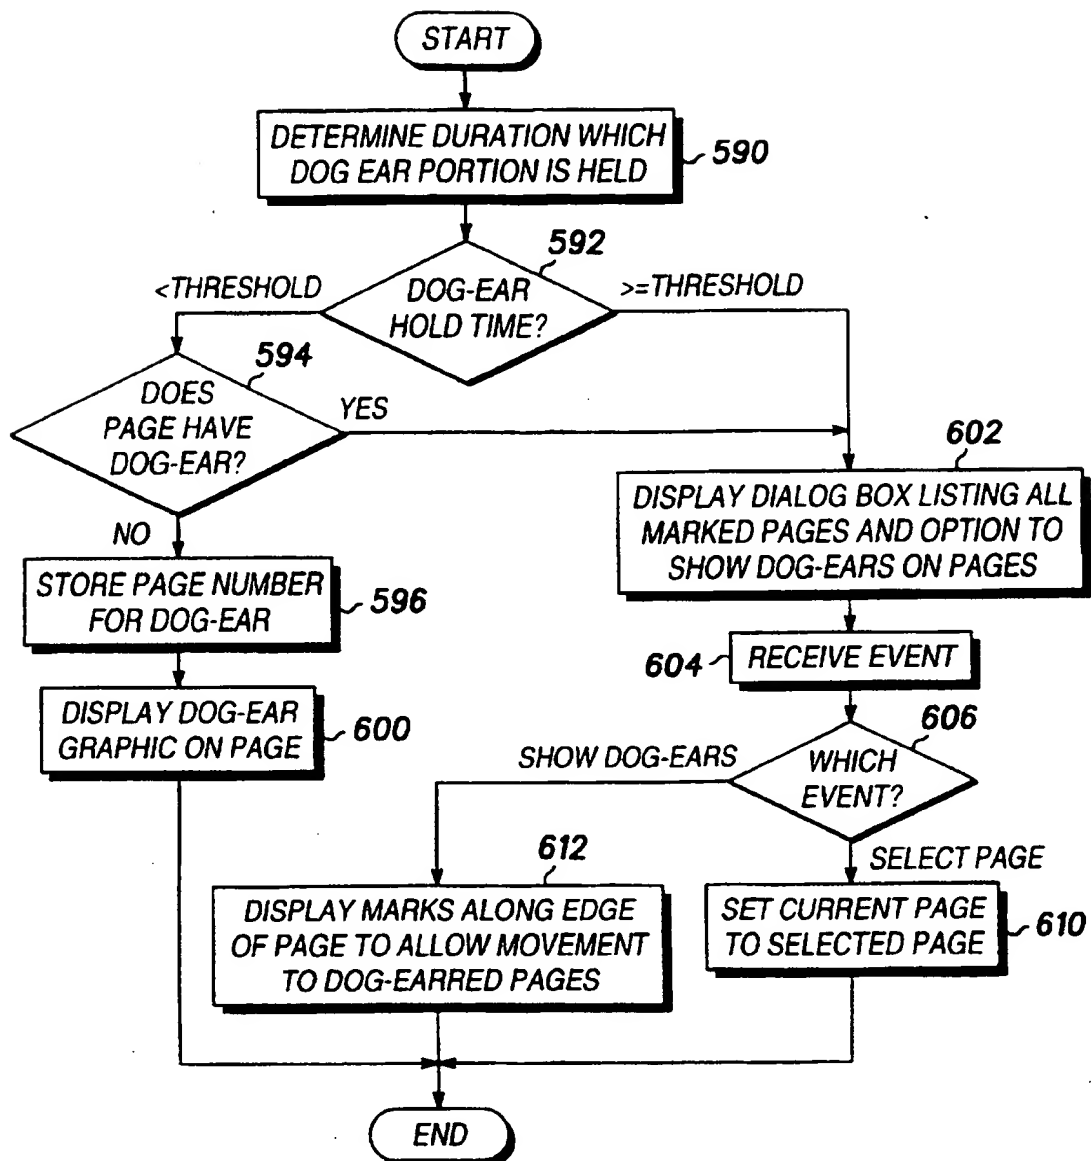 START
DETERMINE DURATION WHICH
DOG EAR PORTION IS HELD
590
592
<THRESHOLD
DOG-EAR
HOLD TIME?
>=THRESHOLD
594
DOES
PAGE HAVE
DOG-EAR?
YES
NO
602
DISPLAY DIALOG BOX LISTING ALL
MARKED PAGES AND OPTION TO
SHOW DOG-EARS ON PAGES
STORE PAGE NUMBER
FOR DOG-EAR
596
604
RECEIVE EVENT
DISPLAY DOG-EAR
GRAPHIC ON PAGE
600
606
SHOW DOG-EARS
WHICH
EVENT?
SELECT PAGE
612
DISPLAY MARKS ALONG EDGE
OF PAGE TO ALLOW MOVEMENT
TO DOG-EARRED PAGES
SET CURRENT PAGE
TO SELECTED PAGE
610
END